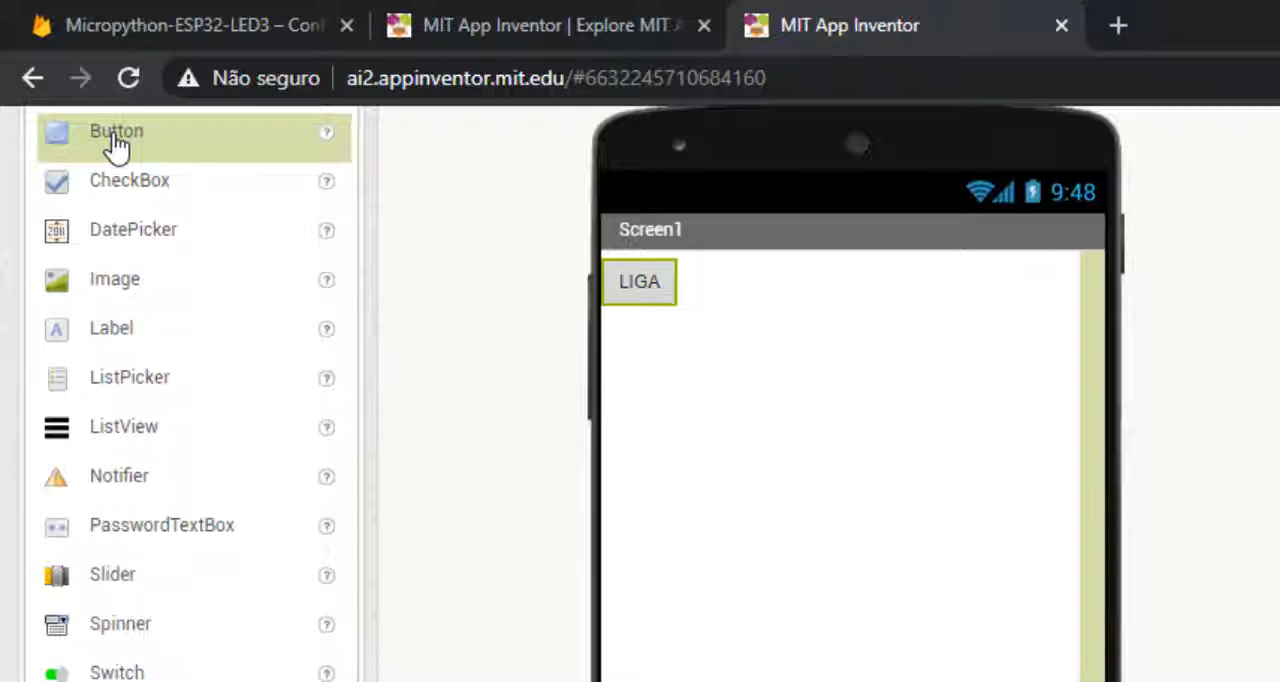 Micropython-ESP32-LED3 – Con
MIT App Inventor | Explore MIT A
MIT App Inventor
Não seguro
ai2.appinventor.mit.edu/#6632245710684160
Button ?
CheckBox ?
DatePicker ?
Image ?
Label ?
ListPicker ?
ListView ?
Notifier ?
PasswordTextBox ?
Slider ?
Spinner ?
Switch ?
9:48
Screen1
LIGA